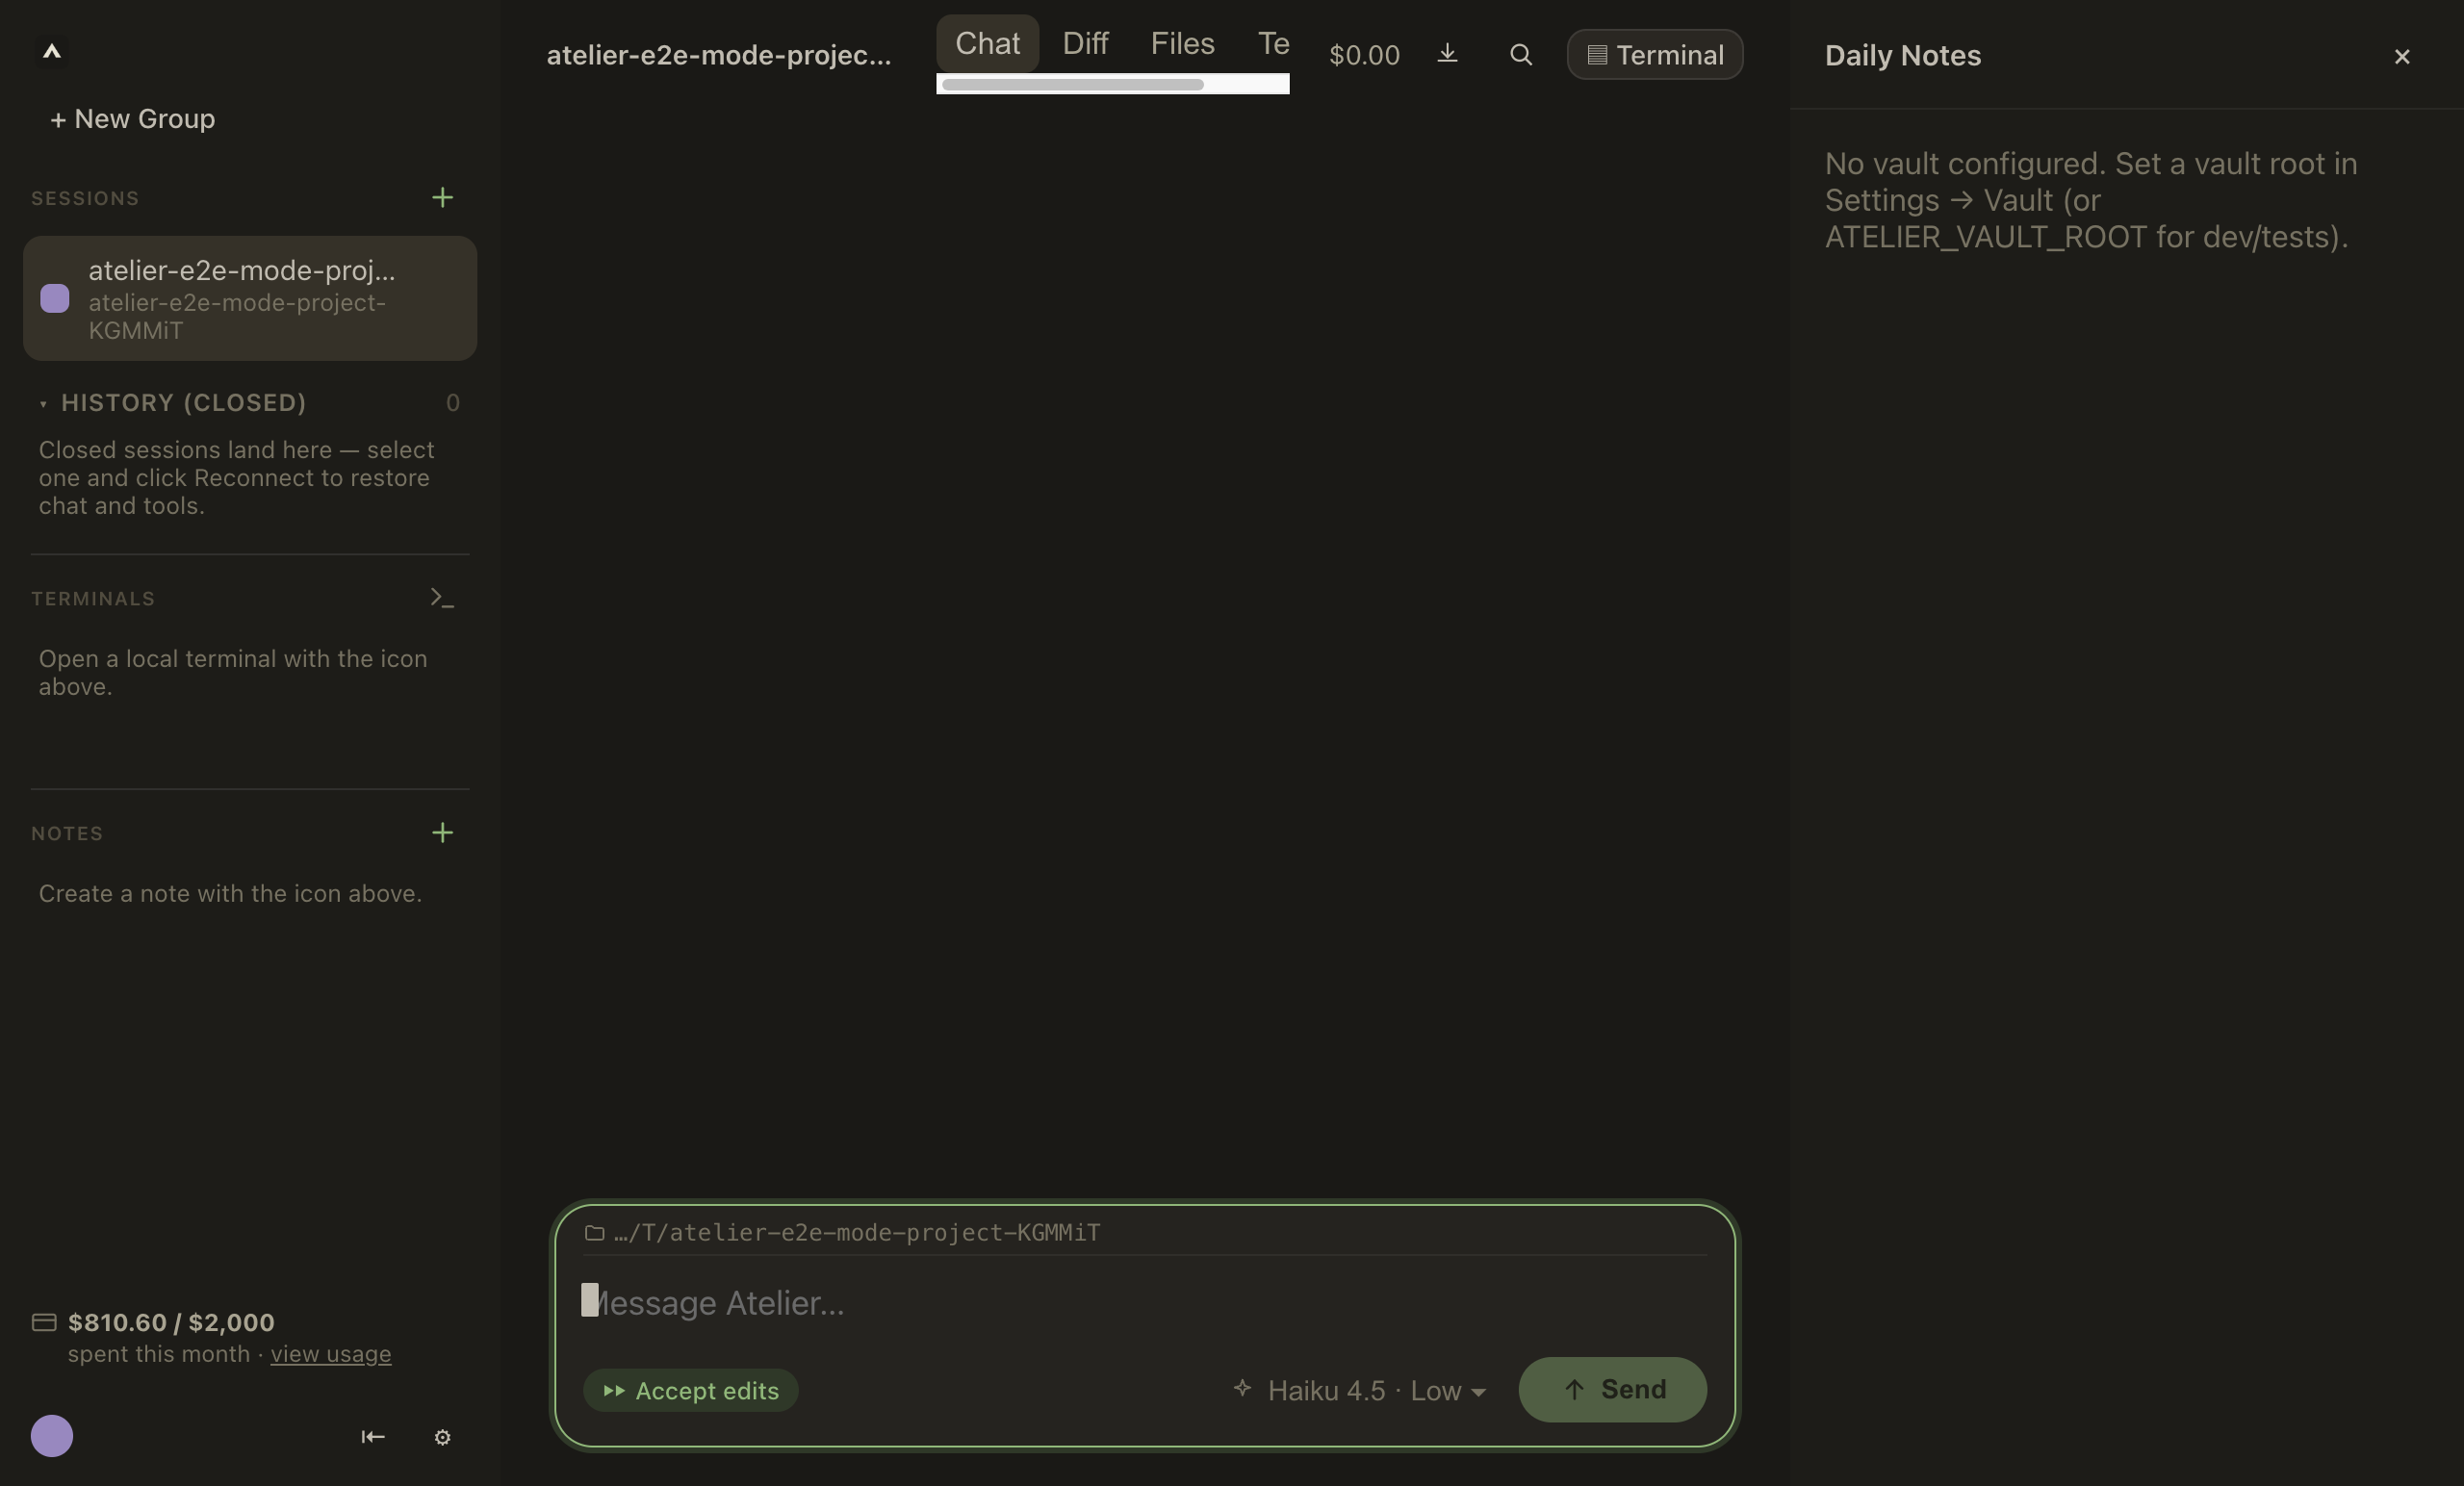 + New Group
SESSIONS
atelier-e2e-mode-proj...
atelier-e2e-mode-project-
KGMMiT
HISTORY (CLOSED) 0
Closed sessions land here — select
one and click Reconnect to restore
chat and tools.
TERMINALS
Open a local terminal with the icon
above.
NOTES
Create a note with the icon above.
$810.60 / $2,000
spent this month · view usage
atelier-e2e-mode-projec... Chat Diff Files Te $0.00 Terminal
…/T/atelier-e2e-mode-project-KGMMiT
Message Atelier...
Accept edits Haiku 4.5 · Low Send
Daily Notes
No vault configured. Set a vault root in
Settings → Vault (or
ATELIER_VAULT_ROOT for dev/tests).